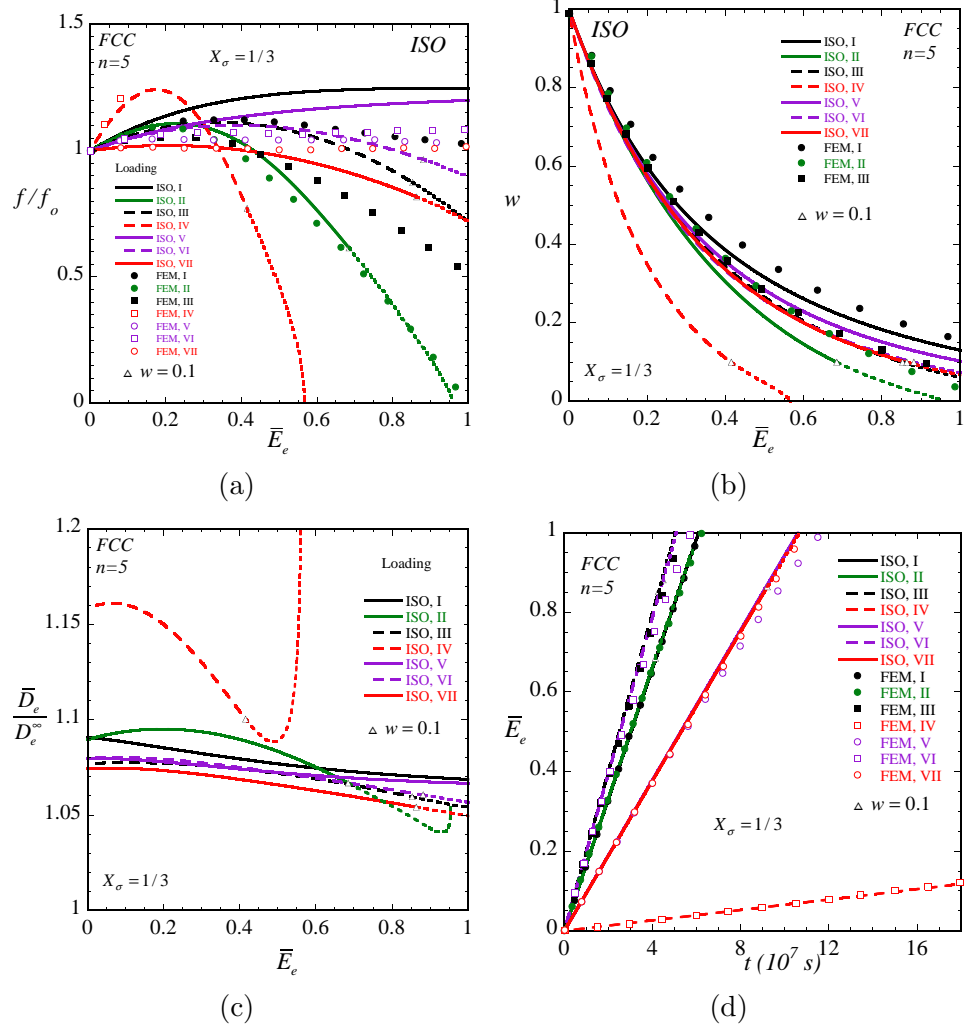 1.5
FCC
n=5
X_σ = 1/3
ISO
1
f/f_o
0.5
0
Loading
ISO, I
ISO, II
ISO, III
ISO, IV
ISO, V
ISO, VI
ISO, VII
FEM, I
FEM, II
FEM, III
FEM, IV
FEM, V
FEM, VI
FEM, VII
w = 0.1
0 0.2 0.4 0.6 0.8 1
E̅_e
(a)
1
0.8
0.6
w
0.4
0.2
0
ISO
FCC
n=5
ISO, I
ISO, II
ISO, III
ISO, IV
ISO, V
ISO, VI
ISO, VII
FEM, I
FEM, II
FEM, III
w = 0.1
X_σ = 1/3
0 0.2 0.4 0.6 0.8 1
E̅_e
(b)
1.2
FCC
n=5
1.15
1.1
D̅_e
D_e^∞
1.05
1
Loading
ISO, I
ISO, II
ISO, III
ISO, IV
ISO, V
ISO, VI
ISO, VII
w = 0.1
X_σ = 1/3
0 0.2 0.4 0.6 0.8 1
E̅_e
(c)
1
FCC
n=5
0.8
0.6
E̅_e
0.4
0.2
0
ISO, I
ISO, II
ISO, III
ISO, IV
ISO, V
ISO, VI
ISO, VII
FEM, I
FEM, II
FEM, III
FEM, IV
FEM, V
FEM, VI
FEM, VII
w = 0.1
X_σ = 1/3
0 4 8 12 16
t (10^7 s)
(d)